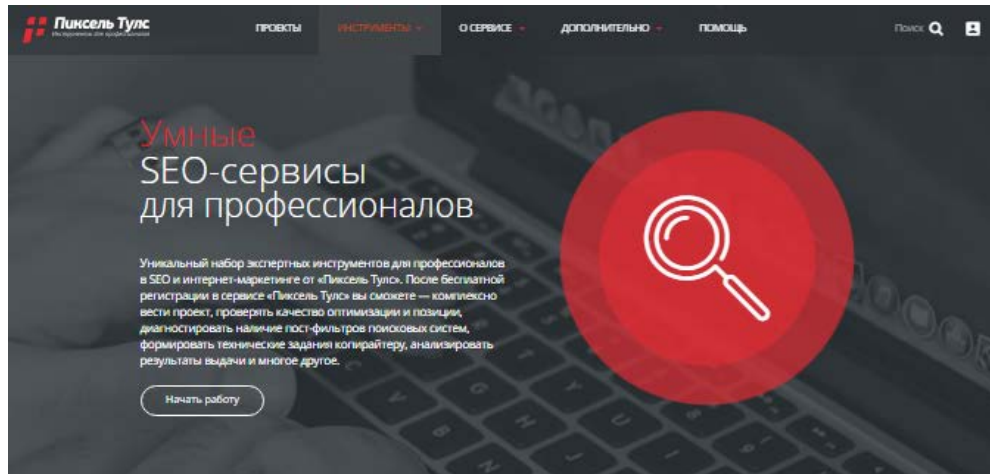 Пиксель Тулс
Инструменты для профессионалов
ПРОЕКТЫ
ИНСТРУМЕНТЫ
О СЕРВИСЕ
ДОПОЛНИТЕЛЬНО
ПОМОЩЬ
Поиск
Умные
SEO-сервисы
для профессионалов
Уникальный набор экспертных инструментов для профессионалов
в SEO и интернет-маркетинге от «Пиксель Тулс». После бесплатной
регистрации в сервисе «Пиксель Тулс» вы сможете — комплексно
вести проект, проверять качество оптимизации и позиции,
диагностировать наличие пост-фильтров поисковых систем,
формировать технические задания копирайтеру, анализировать
результаты выдачи и многое другое.
Начать работу